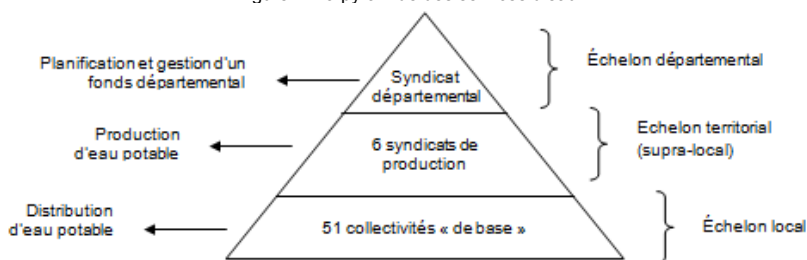 Planification et gestion d'un
fonds départemental
Syndicat
départemental
Échelon départemental
Production
d'eau potable
6 syndicats de
production
Echelon territorial
(supra-local)
Distribution
d'eau potable
51 collectivités « de base »
Échelon local